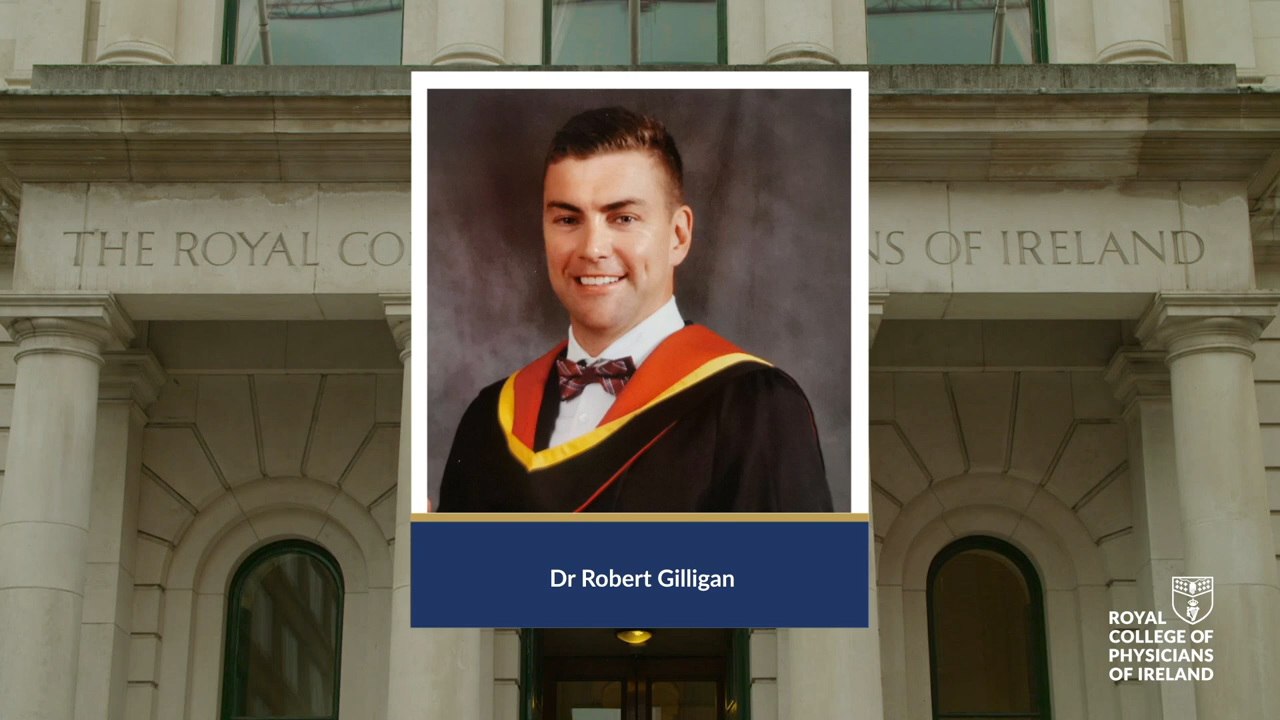 THE ROYAL CO
NS OF IRELAND
Dr Robert Gilligan
ROYAL
COLLEGE OF
PHYSICIANS
OF IRELAND